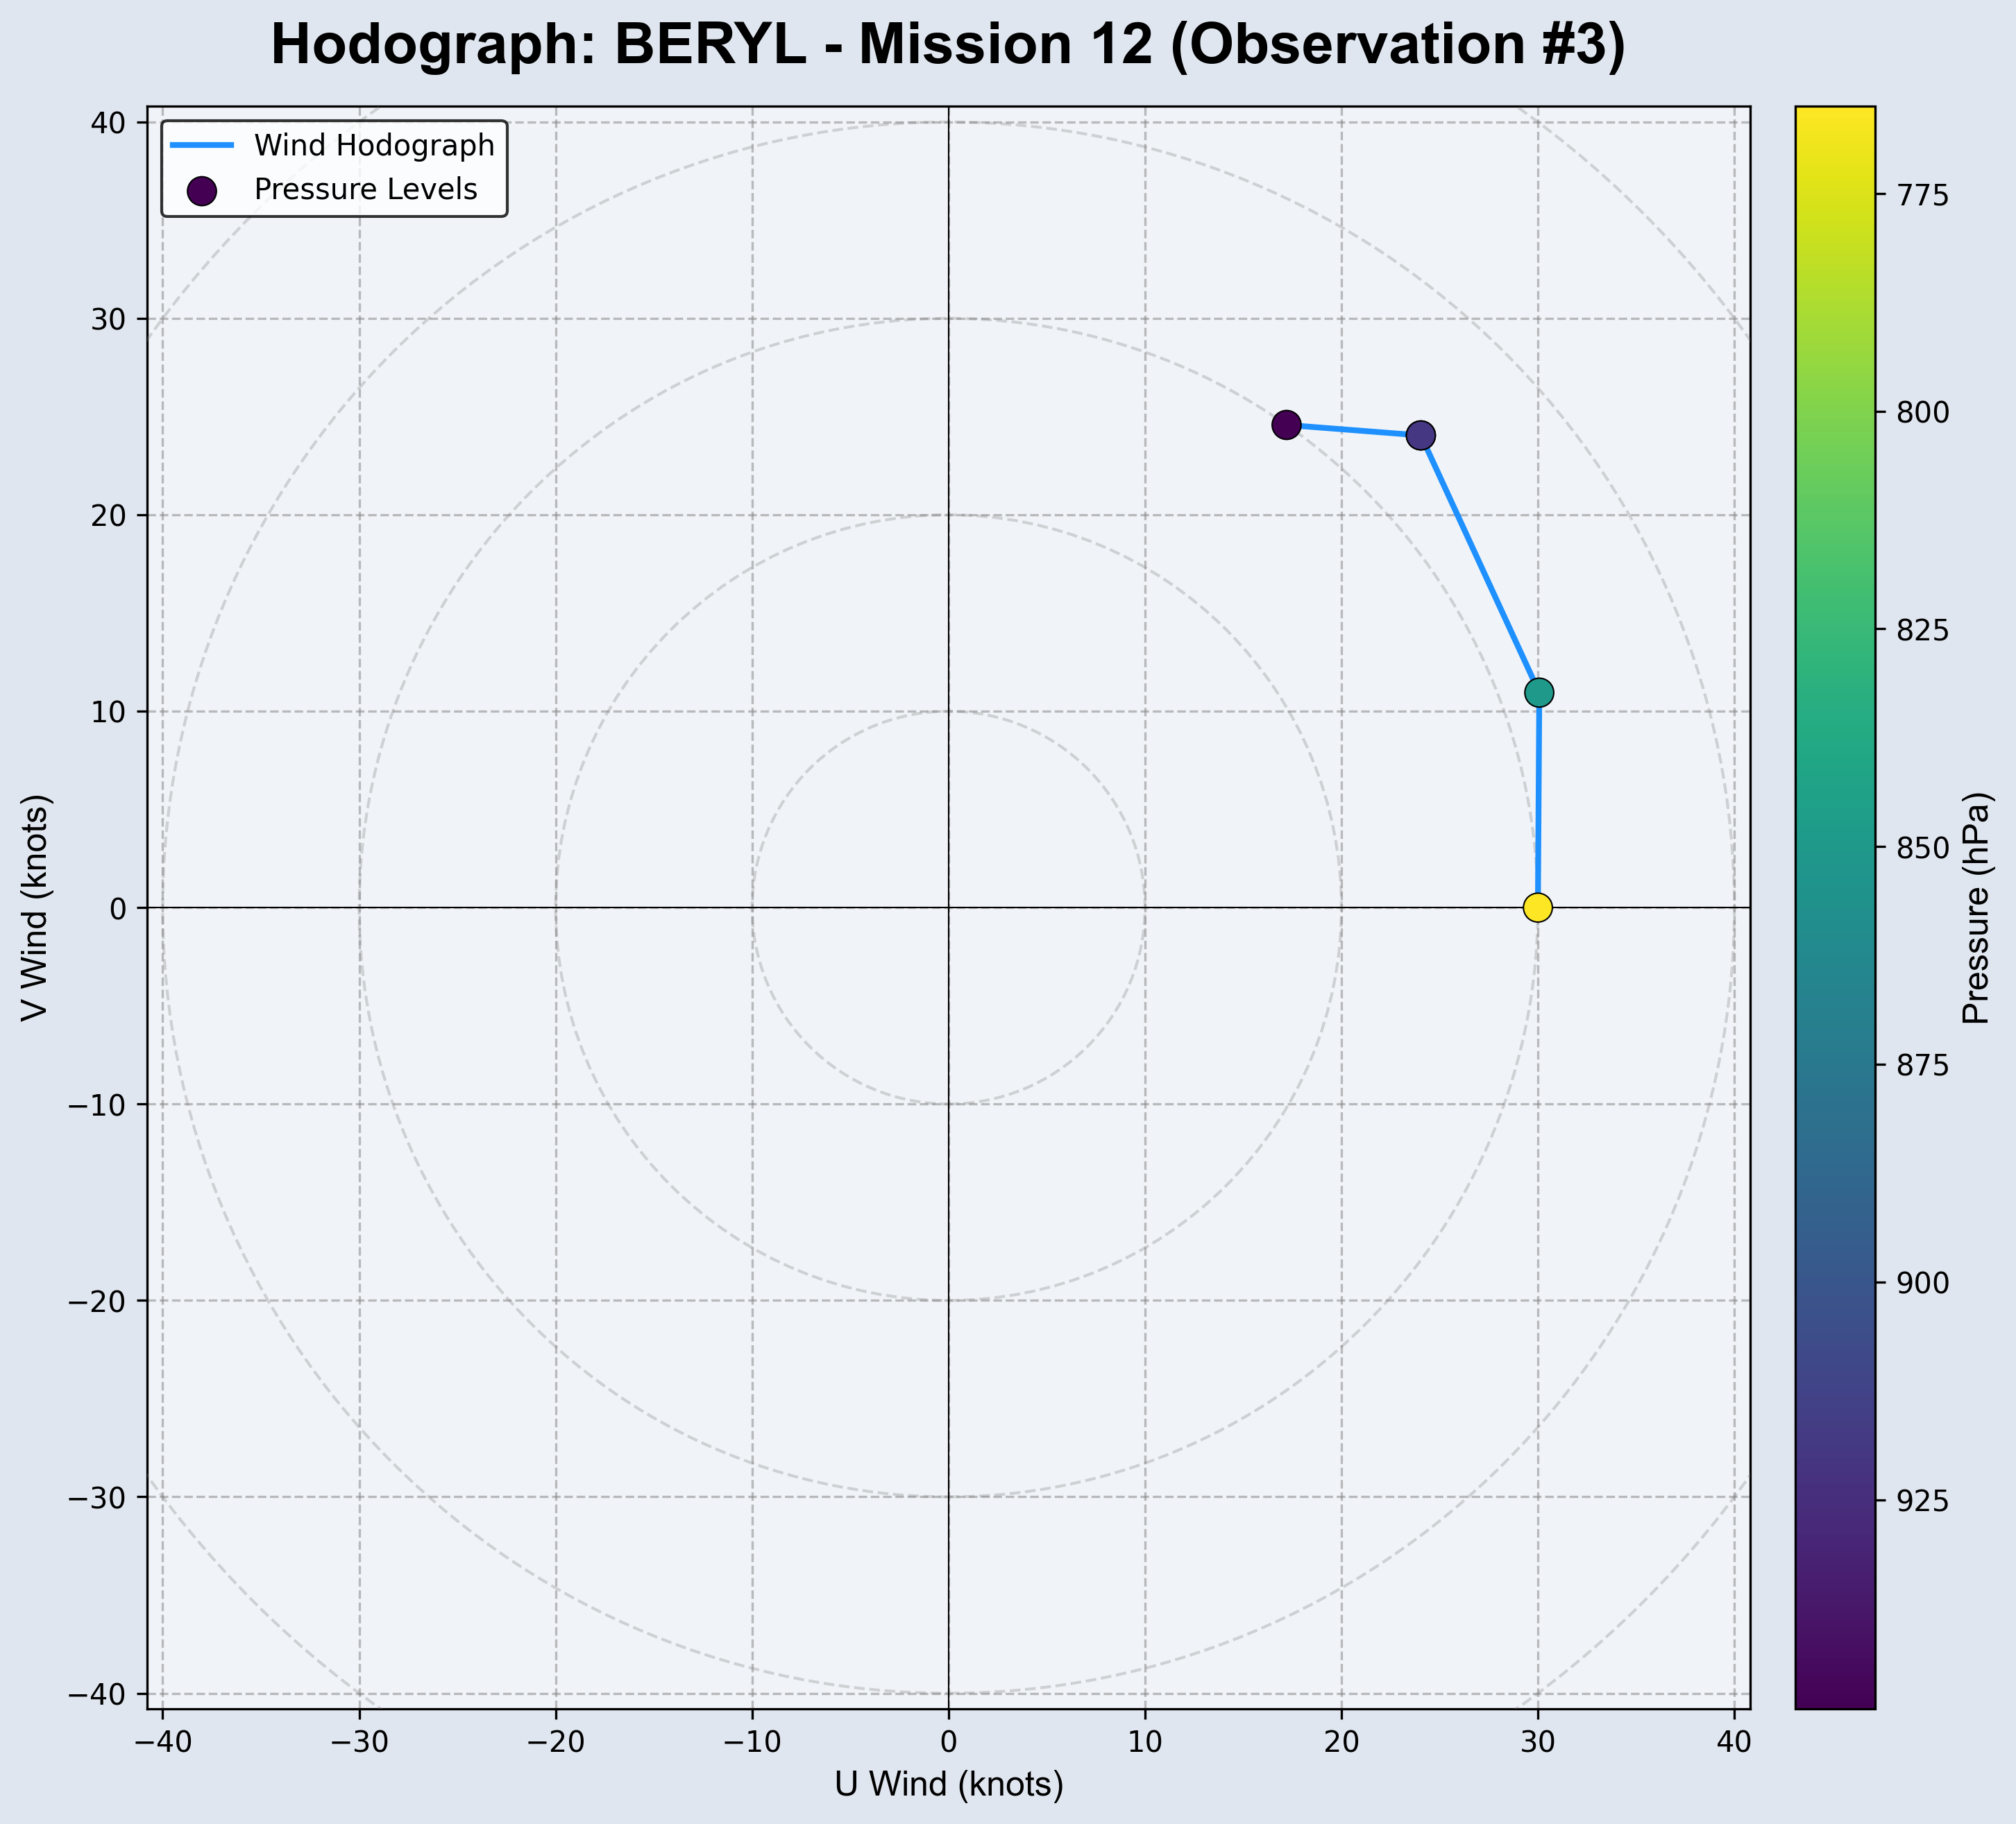 Hodograph: BERYL - Mission 12 (Observation #3)
Wind Hodograph
Pressure Levels
40
30
20
10
0
−10
−20
−30
−40
V Wind (knots)
−40 −30 −20 −10 0 10 20 30 40
U Wind (knots)
775
800
825
850
875
900
925
Pressure (hPa)